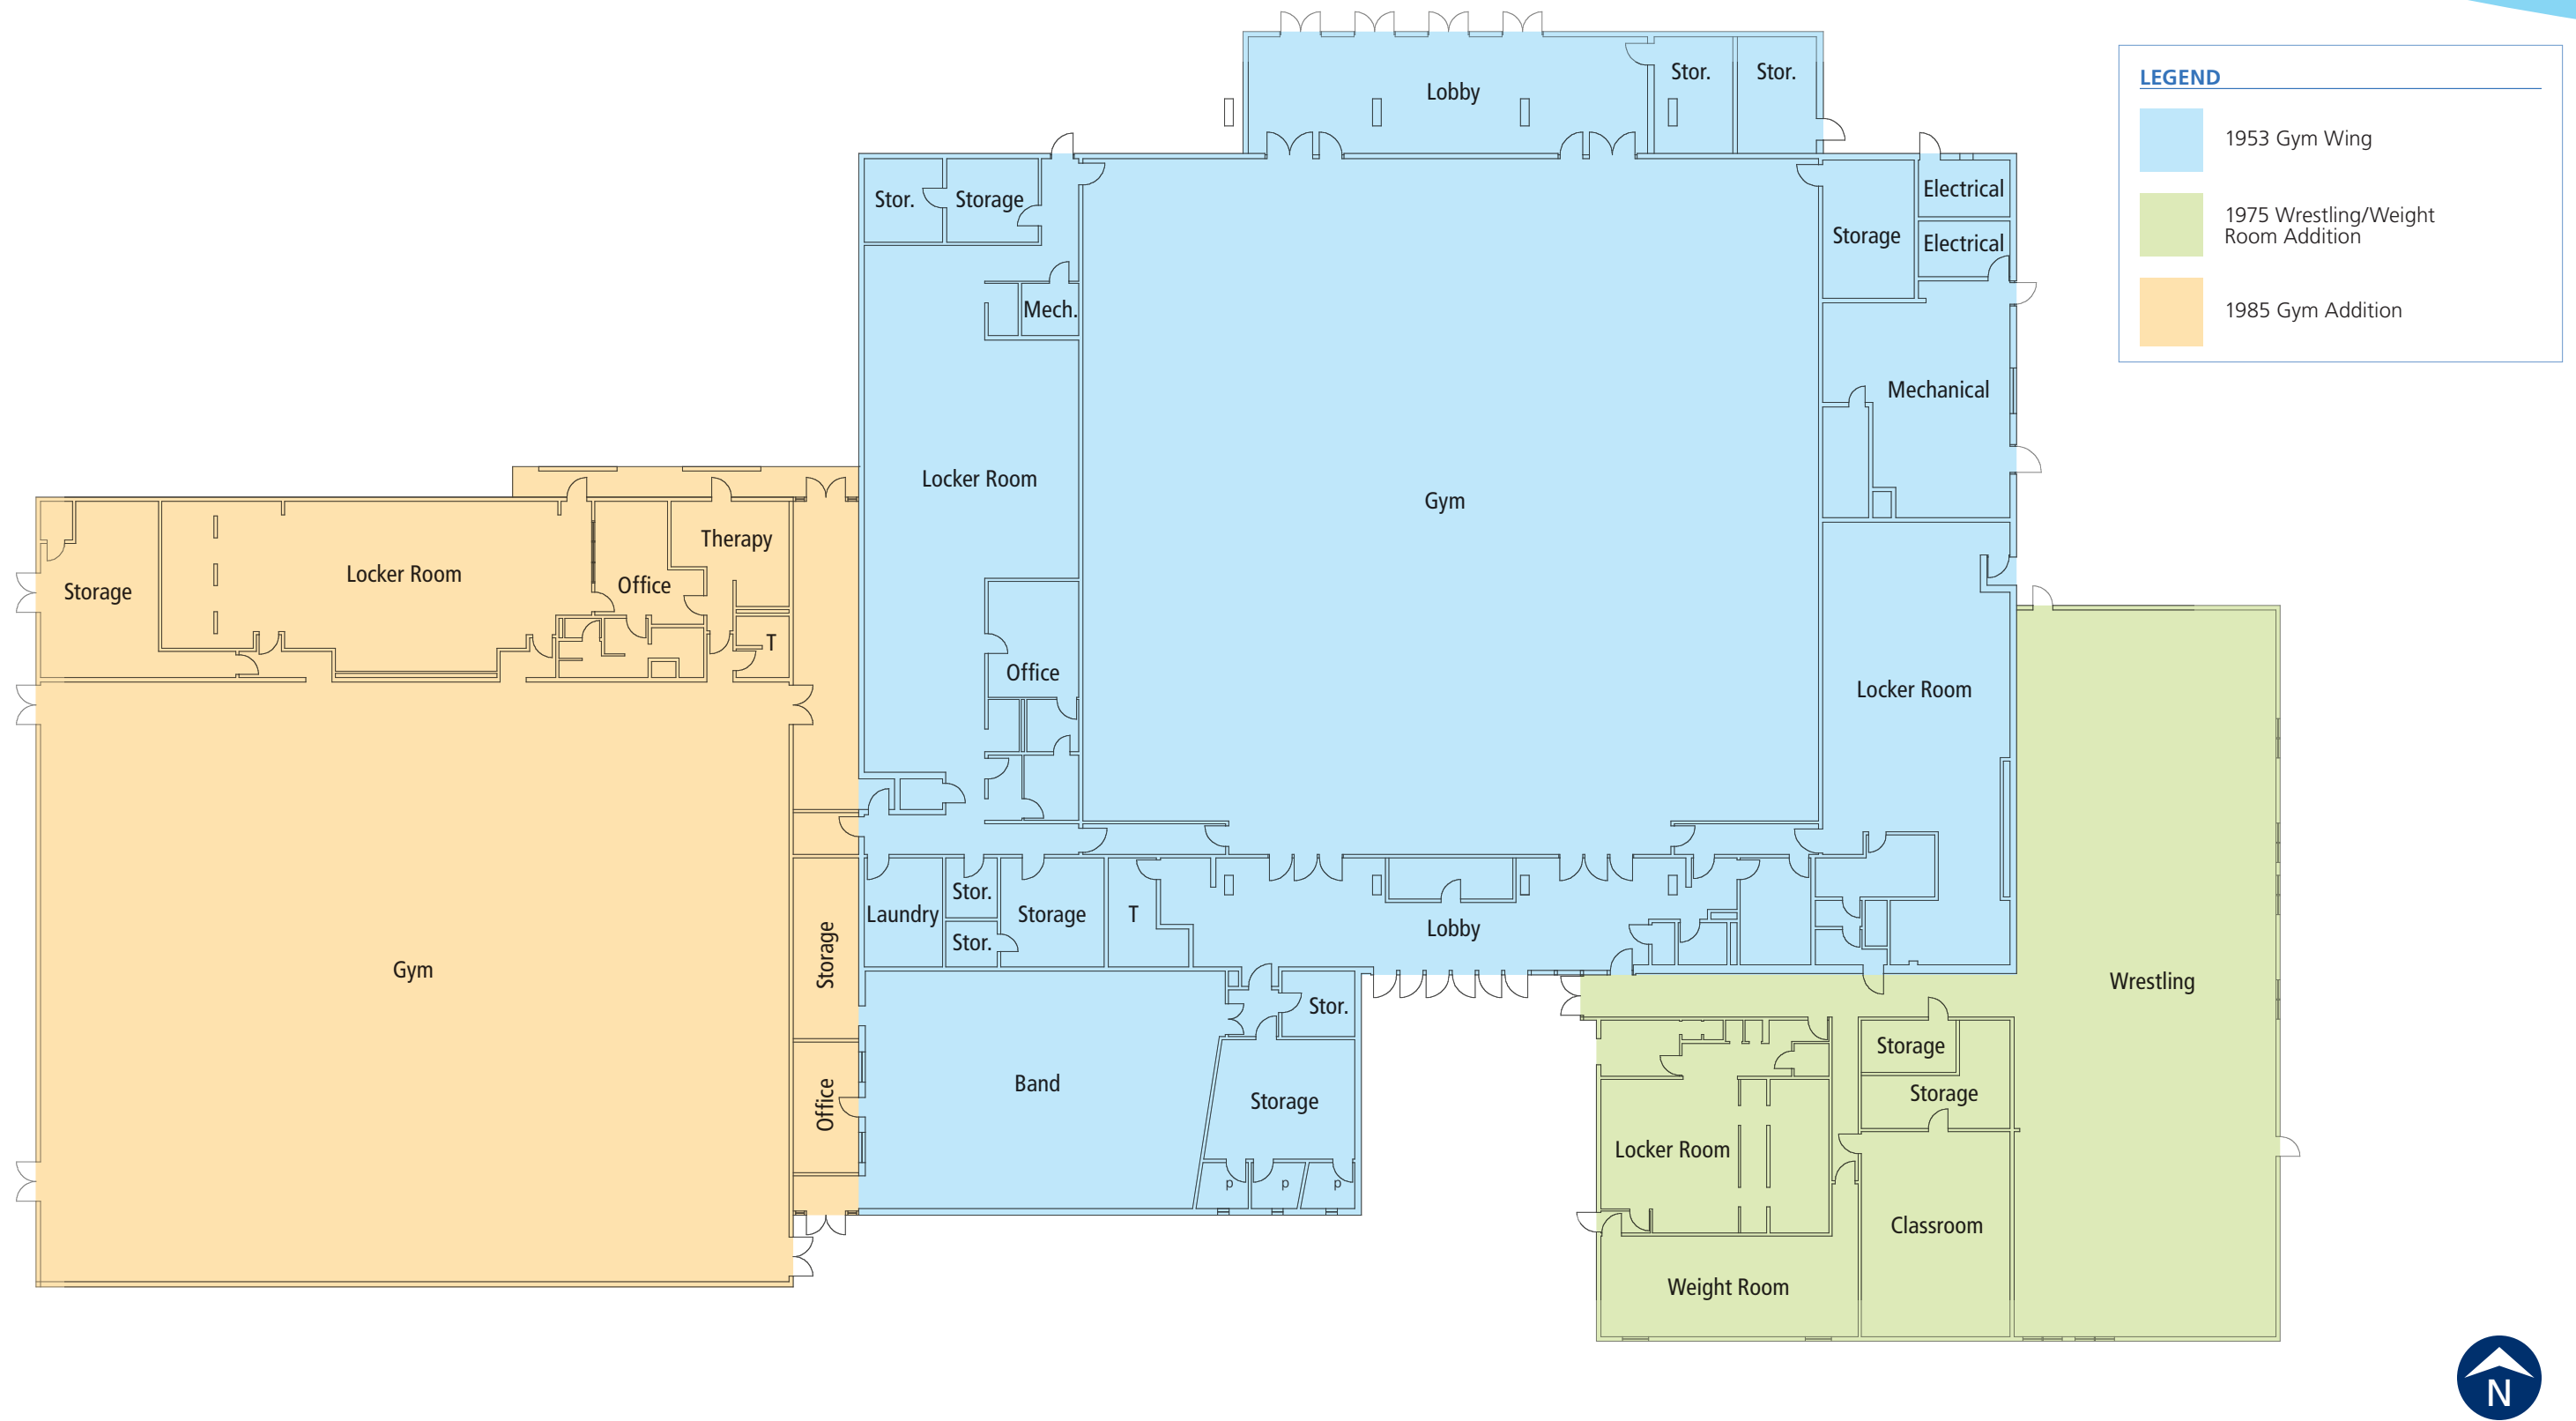 Lobby
Stor.
Stor.
LEGEND
1953 Gym Wing
1975 Wrestling/Weight
Room Addition
1985 Gym Addition
Stor.
Storage
Storage
Electrical
Electrical
Mech.
Mechanical
Locker Room
Gym
Therapy
Locker Room
Office
Storage
T
Office
Locker Room
Laundry
Stor.
Stor.
Storage
T
Lobby
Storage
Gym
Wrestling
Stor.
Band
Storage
Office
p
p
p
Storage
Storage
Locker Room
Classroom
Weight Room
N